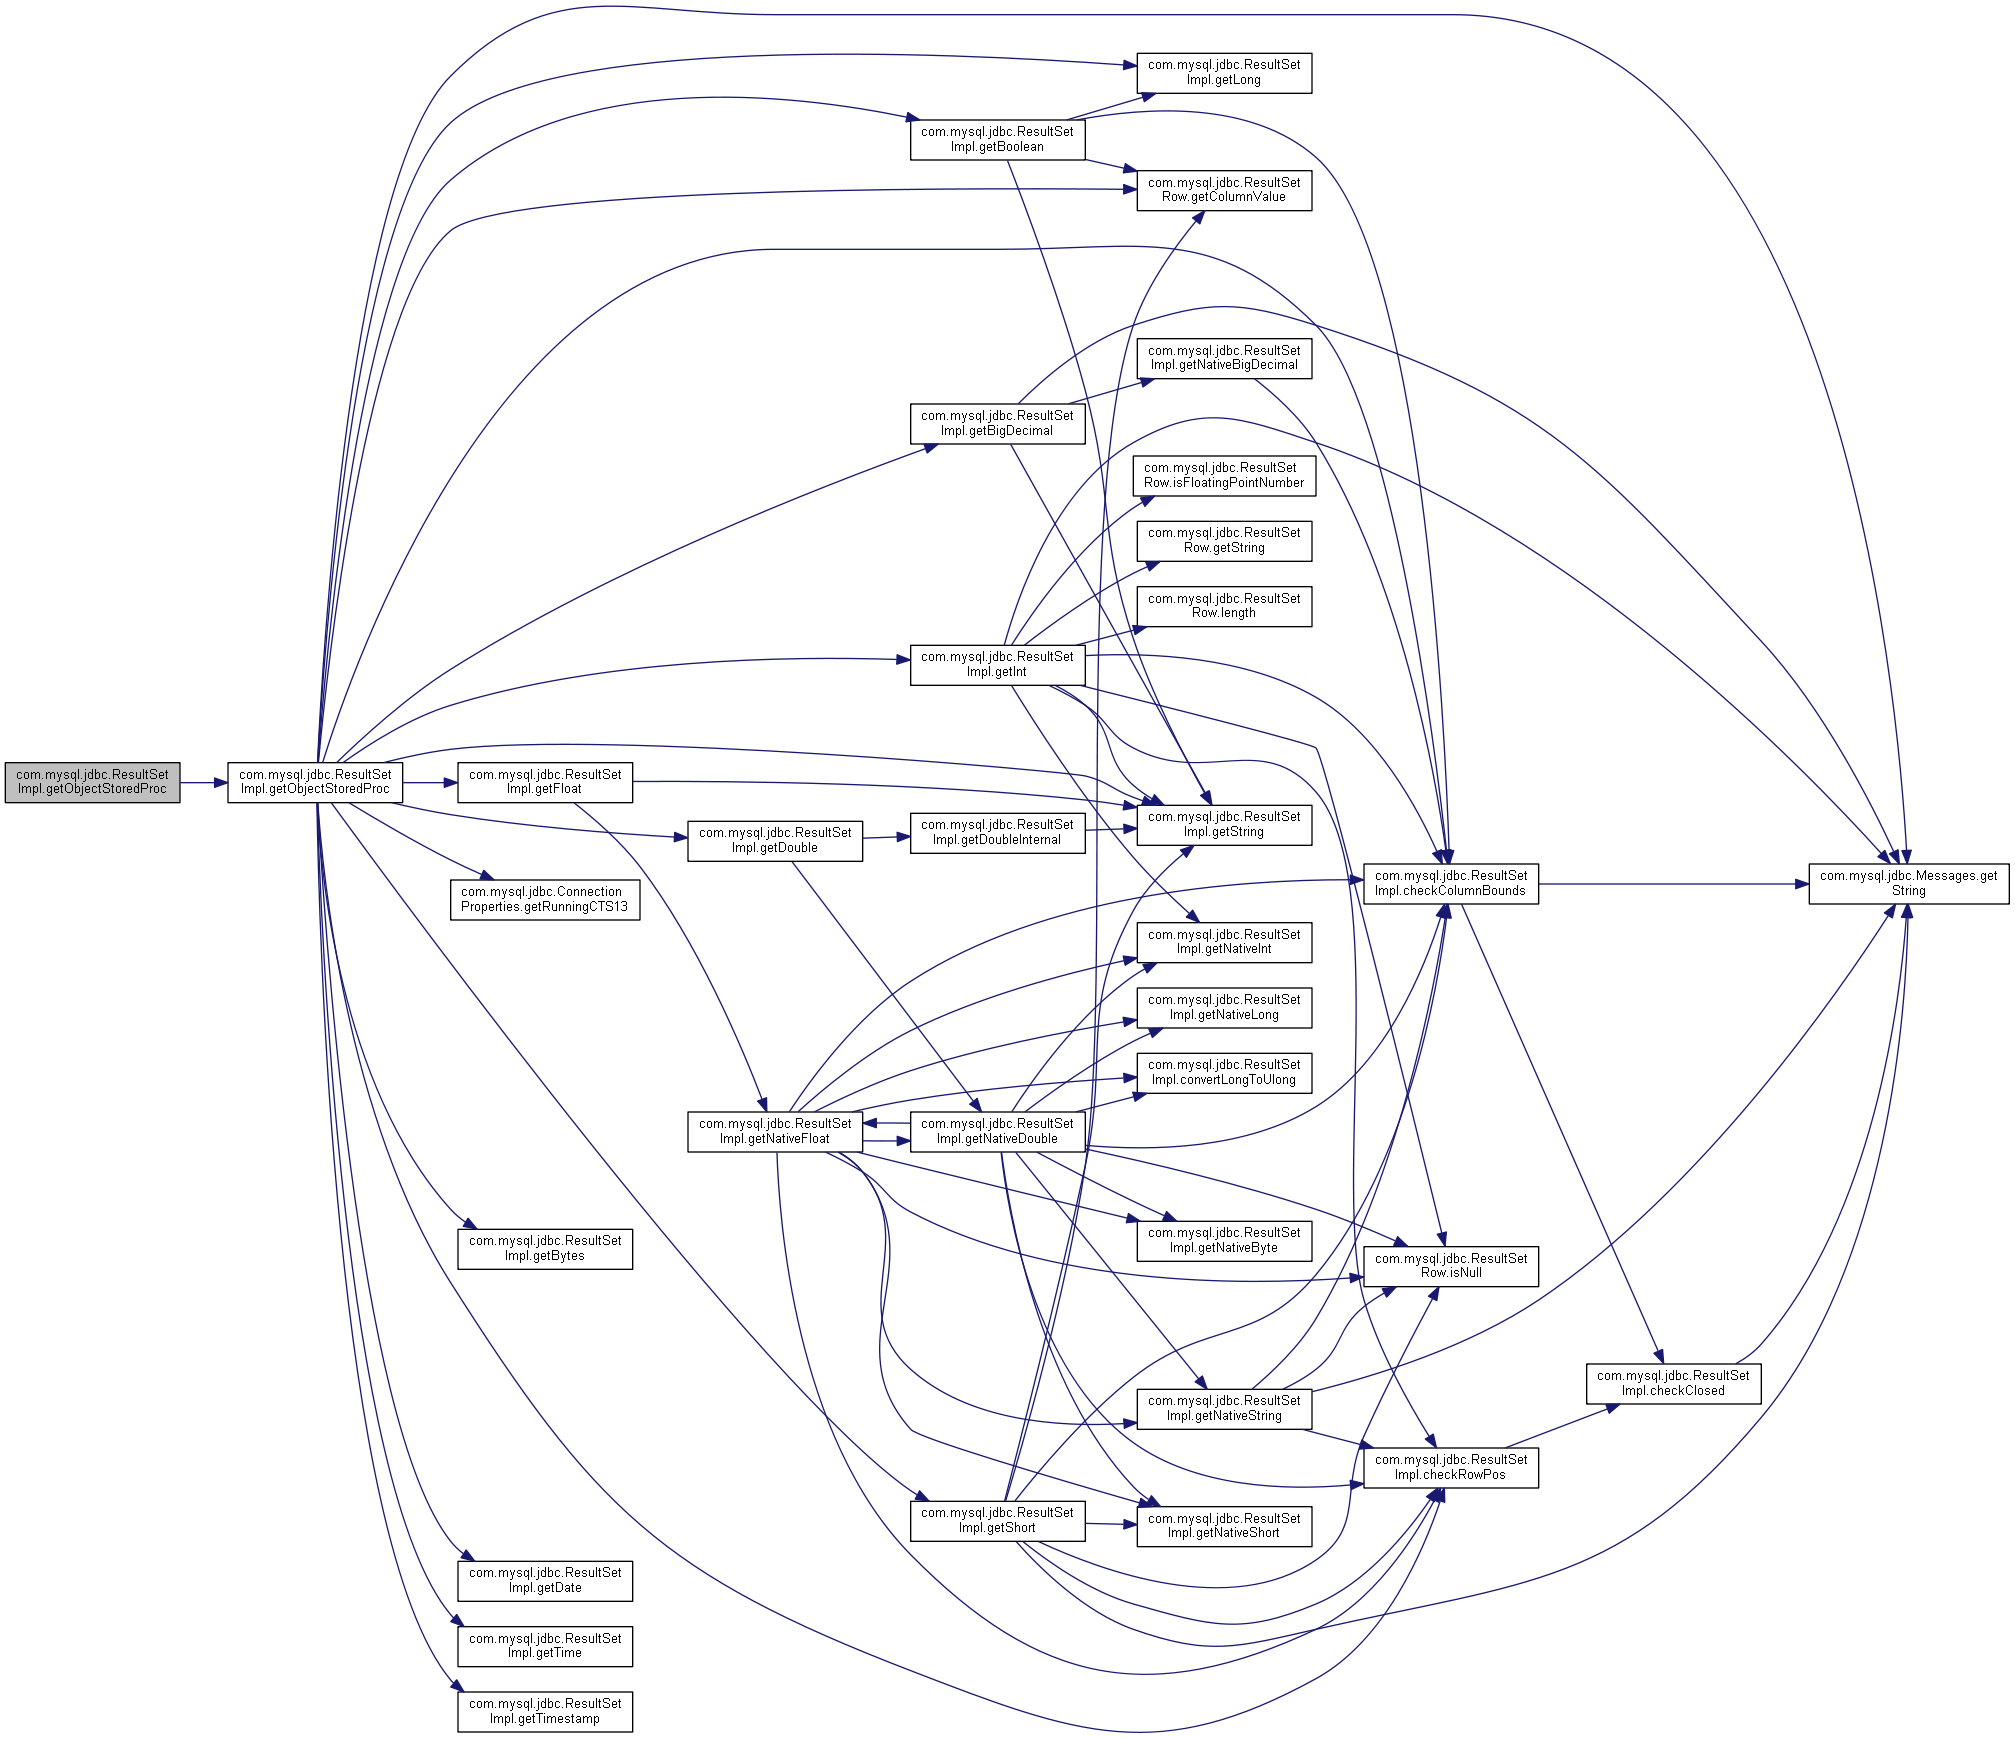 com.mysql.jdbc.ResultSet
Impl.getLong
com.mysql.jdbc.ResultSet
Impl.getBoolean
com.mysql.jdbc.ResultSet
Row.getColumnValue
com.mysql.jdbc.ResultSet
Impl.getNativeBigDecimal
com.mysql.jdbc.ResultSet
Impl.getBigDecimal
com.mysql.jdbc.ResultSet
Row.isFloatingPointNumber
com.mysql.jdbc.ResultSet
Row.getString
com.mysql.jdbc.ResultSet
Row.length
com.mysql.jdbc.ResultSet
Impl.getInt
com.mysql.jdbc.ResultSet
Impl.getObjectStoredProc
com.mysql.jdbc.ResultSet
Impl.getObjectStoredProc
com.mysql.jdbc.ResultSet
Impl.getFloat
com.mysql.jdbc.ResultSet
Impl.getString
com.mysql.jdbc.ResultSet
Impl.getDoubleInternal
com.mysql.jdbc.ResultSet
Impl.getDouble
com.mysql.jdbc.ResultSet
Impl.checkColumnBounds
com.mysql.jdbc.Messages.get
String
com.mysql.jdbc.Connection
Properties.getRunningCTS13
com.mysql.jdbc.ResultSet
Impl.getNativeInt
com.mysql.jdbc.ResultSet
Impl.getNativeLong
com.mysql.jdbc.ResultSet
Impl.convertLongToUlong
com.mysql.jdbc.ResultSet
Impl.getNativeFloat
com.mysql.jdbc.ResultSet
Impl.getNativeDouble
com.mysql.jdbc.ResultSet
Impl.getNativeByte
com.mysql.jdbc.ResultSet
Impl.getBytes
com.mysql.jdbc.ResultSet
Row.isNull
com.mysql.jdbc.ResultSet
Impl.checkClosed
com.mysql.jdbc.ResultSet
Impl.getNativeString
com.mysql.jdbc.ResultSet
Impl.checkRowPos
com.mysql.jdbc.ResultSet
Impl.getShort
com.mysql.jdbc.ResultSet
Impl.getNativeShort
com.mysql.jdbc.ResultSet
Impl.getDate
com.mysql.jdbc.ResultSet
Impl.getTime
com.mysql.jdbc.ResultSet
Impl.getTimestamp